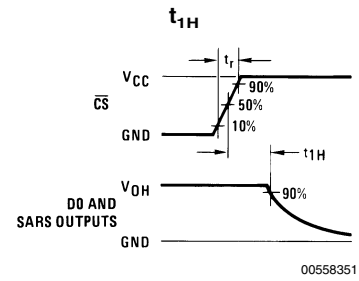 t1H
tr
VCC
90%
CS
50%
10%
GND
t1H
VOH
90%
DO AND
SARS OUTPUTS
GND
00558351